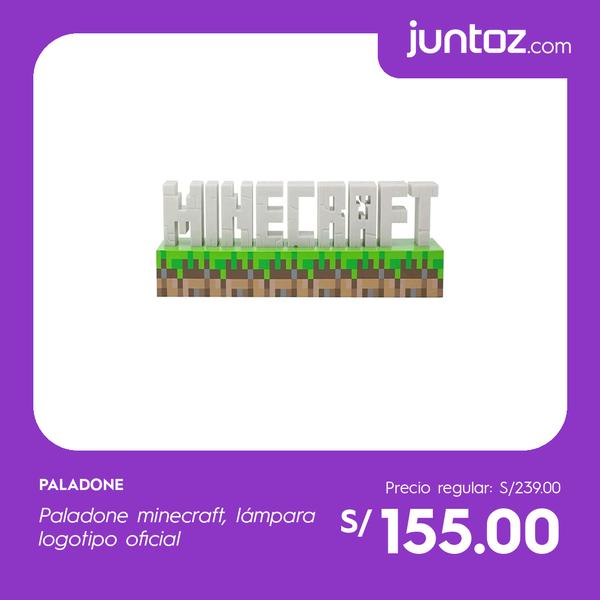 juntoz.com
MINECRAFT
PALADONE
Paladone minecraft, lámpara
logotipo oficial
Precio regular: S/239.00
S/155.00